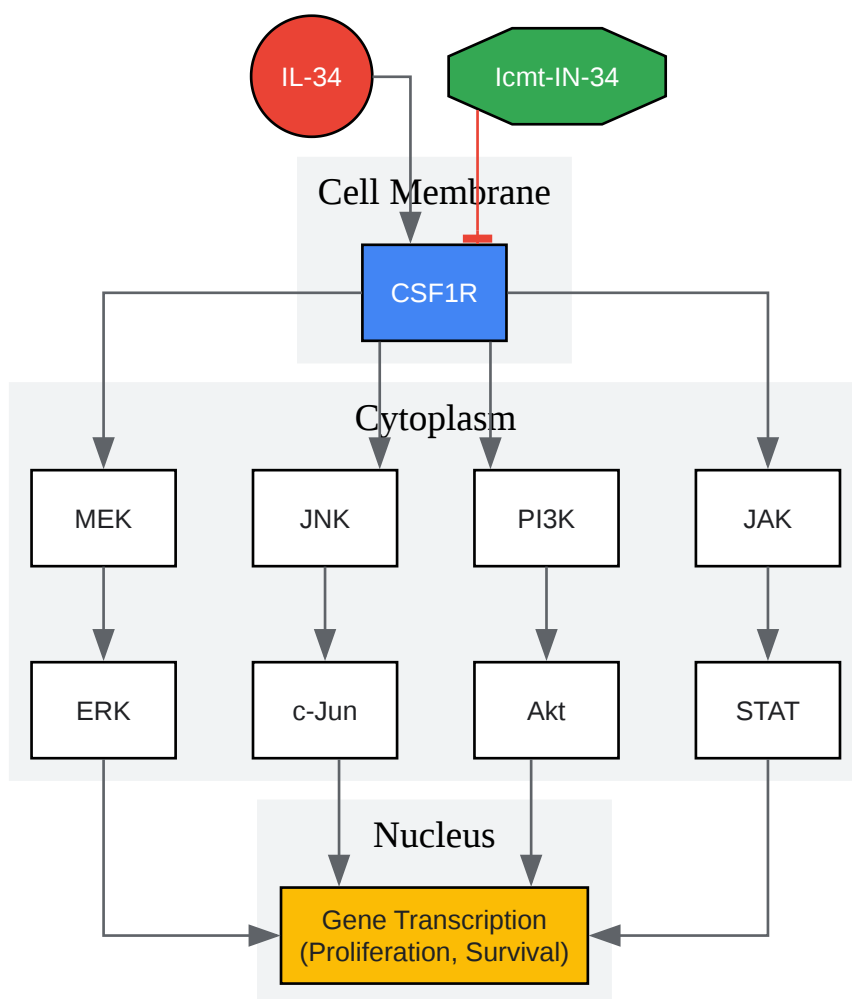 IL-34
Icmt-IN-34
Cell Membrane
CSF1R
Cytoplasm
MEK
JNK
PI3K
JAK
ERK
c-Jun
Akt
STAT
Nucleus
Gene Transcription
(Proliferation, Survival)